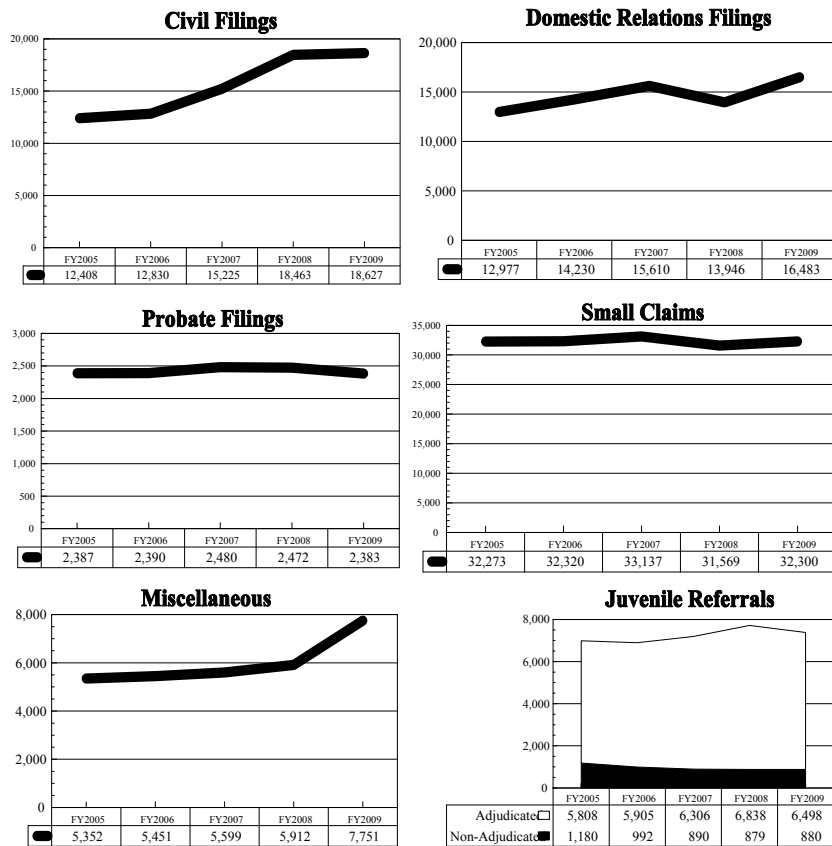 Civil Filings
20,000
15,000
10,000
5,000
0
FY2005 FY2006 FY2007 FY2008 FY2009
12,408 12,830 15,225 18,463 18,627
Domestic Relations Filings
20,000
15,000
10,000
5,000
0
FY2005 FY2006 FY2007 FY2008 FY2009
12,977 14,230 15,610 13,946 16,483
Probate Filings
3,000
2,500
2,000
1,500
1,000
500
0
FY2005 FY2006 FY2007 FY2008 FY2009
2,387 2,390 2,480 2,472 2,383
Small Claims
35,000
30,000
25,000
20,000
15,000
10,000
5,000
0
FY2005 FY2006 FY2007 FY2008 FY2009
32,273 32,320 33,137 31,569 32,300
Miscellaneous
8,000
6,000
4,000
2,000
0
FY2005 FY2006 FY2007 FY2008 FY2009
5,352 5,451 5,599 5,912 7,751
Juvenile Referrals
8,000
6,000
4,000
2,000
0
FY2005 FY2006 FY2007 FY2008 FY2009
Adjudicated 5,808 5,905 6,306 6,838 6,498
Non-Adjudicated 1,180 992 890 879 880